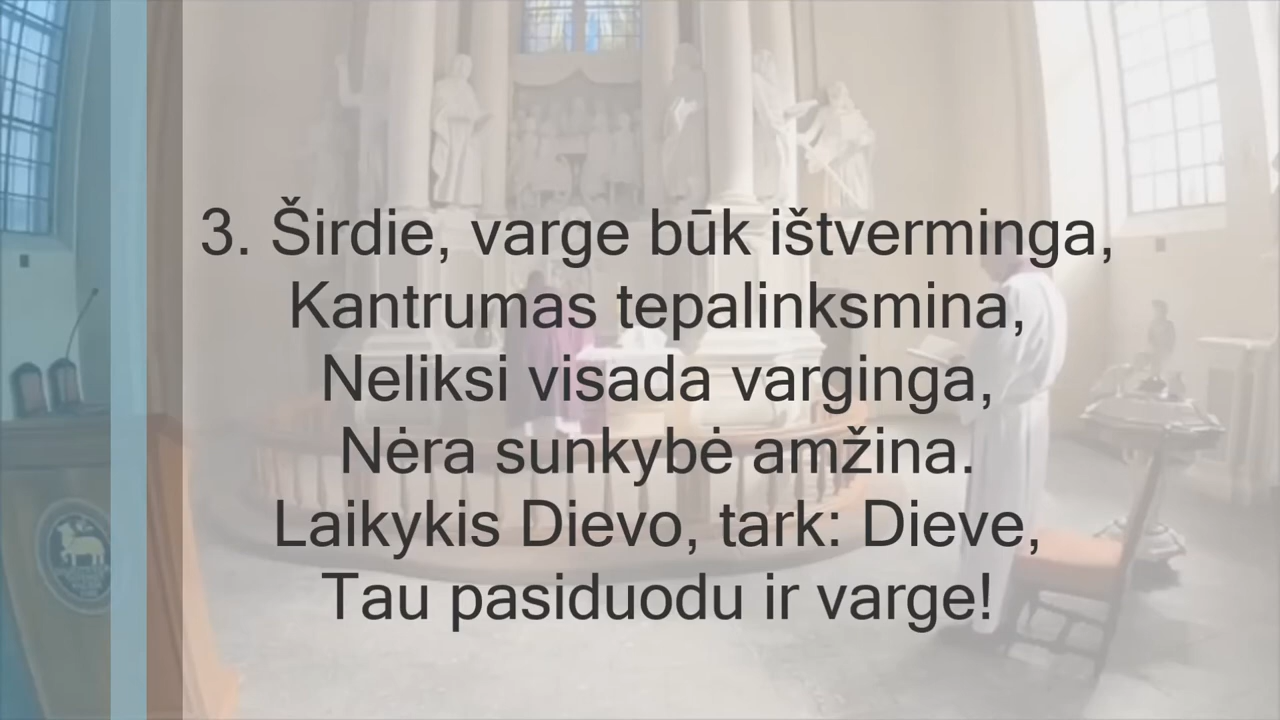 3. Širdie, varge būk ištverminga,
Kantrumas tepalinksmina,
Neliksi visada varginga,
Nėra sunkybė amžina.
Laikykis Dievo, tark: Dieve,
Tau pasiduodu ir varge!